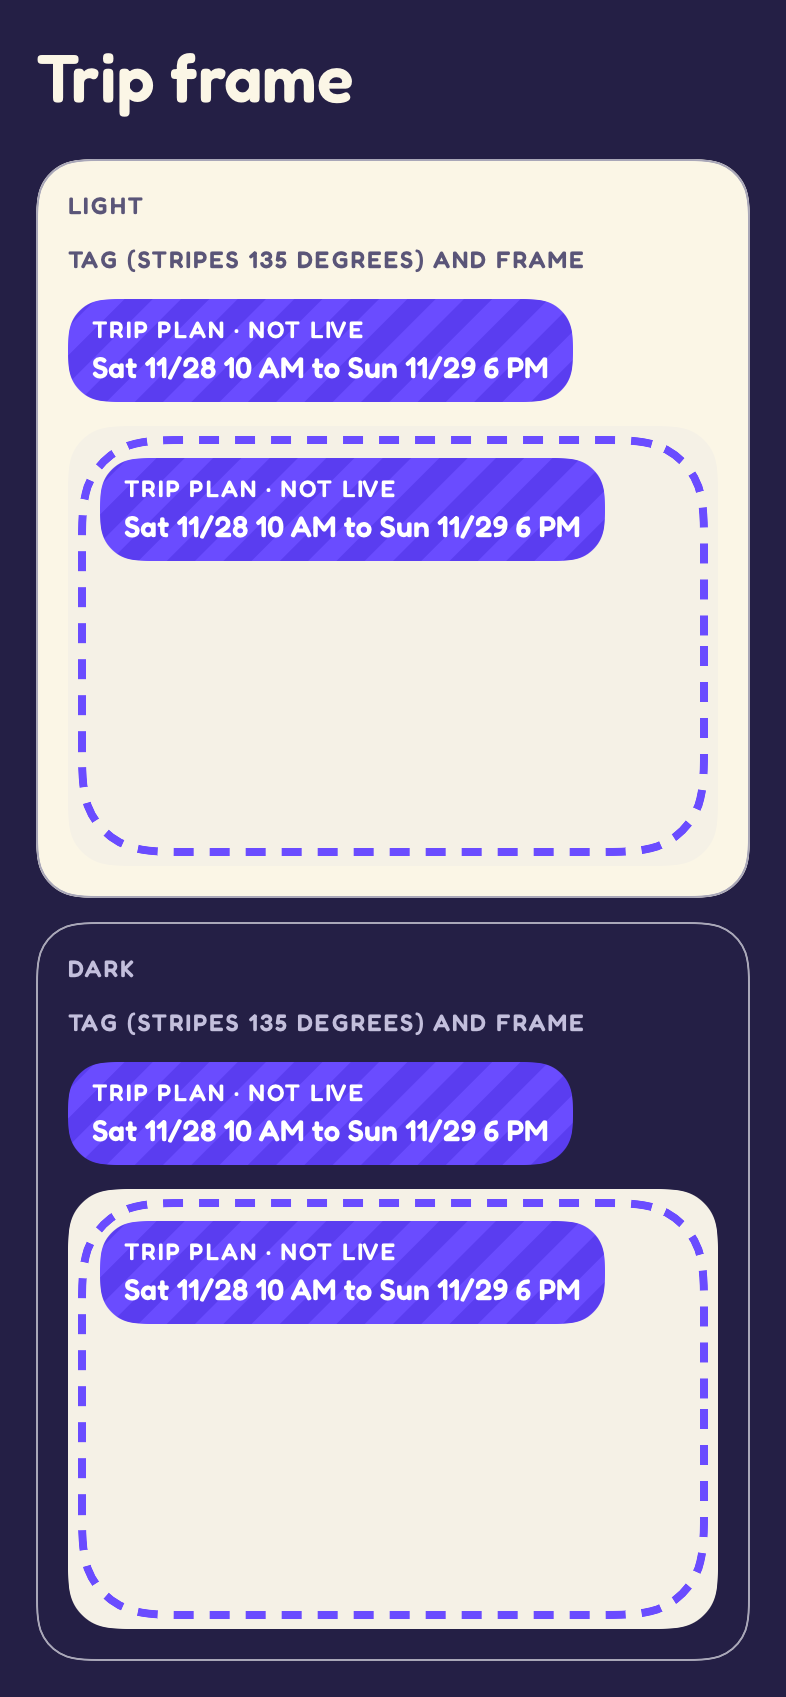 Trip frame
LIGHT
TAG (STRIPES 135 DEGREES) AND FRAME
TRIP PLAN · NOT LIVE
Sat 11/28 10 AM to Sun 11/29 6 PM
TRIP PLAN · NOT LIVE
Sat 11/28 10 AM to Sun 11/29 6 PM
DARK
TAG (STRIPES 135 DEGREES) AND FRAME
TRIP PLAN · NOT LIVE
Sat 11/28 10 AM to Sun 11/29 6 PM
TRIP PLAN · NOT LIVE
Sat 11/28 10 AM to Sun 11/29 6 PM